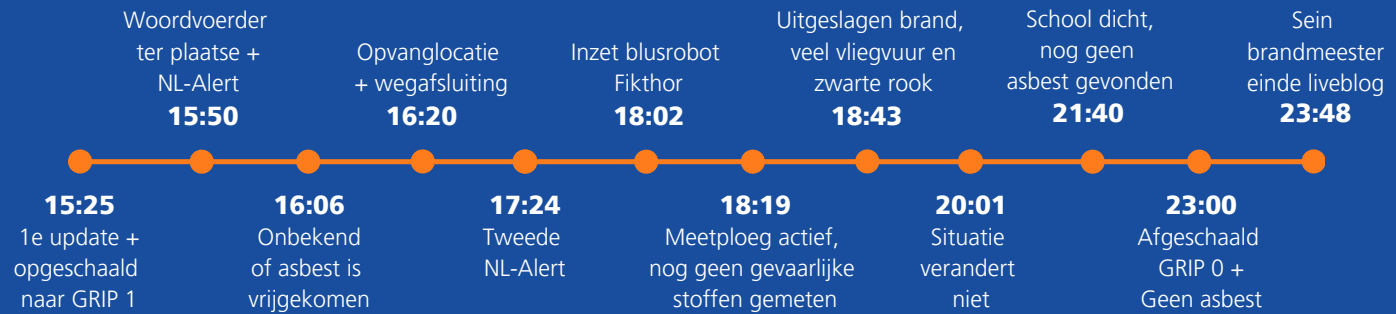 15:25
1e update +
opgeschaald
naar GRIP 1
Woordvoerder
ter plaatse +
NL-Alert
15:50
16:06
Onbekend
of asbest is
vrijgekomen
Opvanglocatie
+ wegafsluiting
16:20
17:24
Tweede
NL-Alert
Inzet blusrobot
Fikthor
18:02
18:19
Meetploeg actief,
nog geen gevaarlijke
stoffen gemeten
Uitgeslagen brand,
veel vliegvuur en
zwarte rook
18:43
20:01
Situatie
verandert
niet
School dicht,
nog geen
asbest gevonden
21:40
23:00
Afgeschaald
GRIP 0 +
Geen asbest
Sein
brandmeester
einde liveblog
23:48